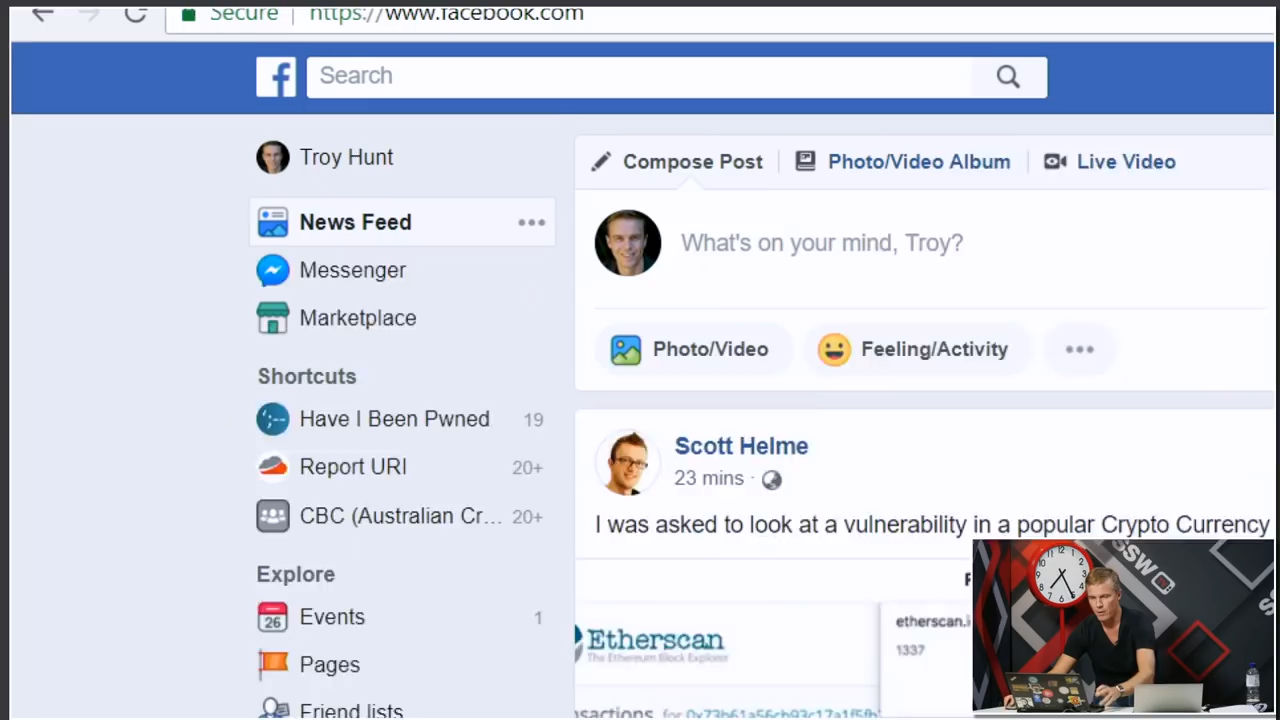 Secure https://www.facebook.com
f Search
Troy Hunt
News Feed
Messenger
Marketplace
Shortcuts
Have I Been Pwned 19
Report URI 20+
CBC (Australian Cr... 20+
Explore
26 Events 1
Pages
Friend lists
Compose Post Photo/Video Album Live Video
What's on your mind, Troy?
Photo/Video Feeling/Activity
Scott Helme
23 mins
I was asked to look at a vulnerability in a popular Crypto Currency
Etherscan
The Ethereum Block Explorer
etherscan.i
1337
for
SSW